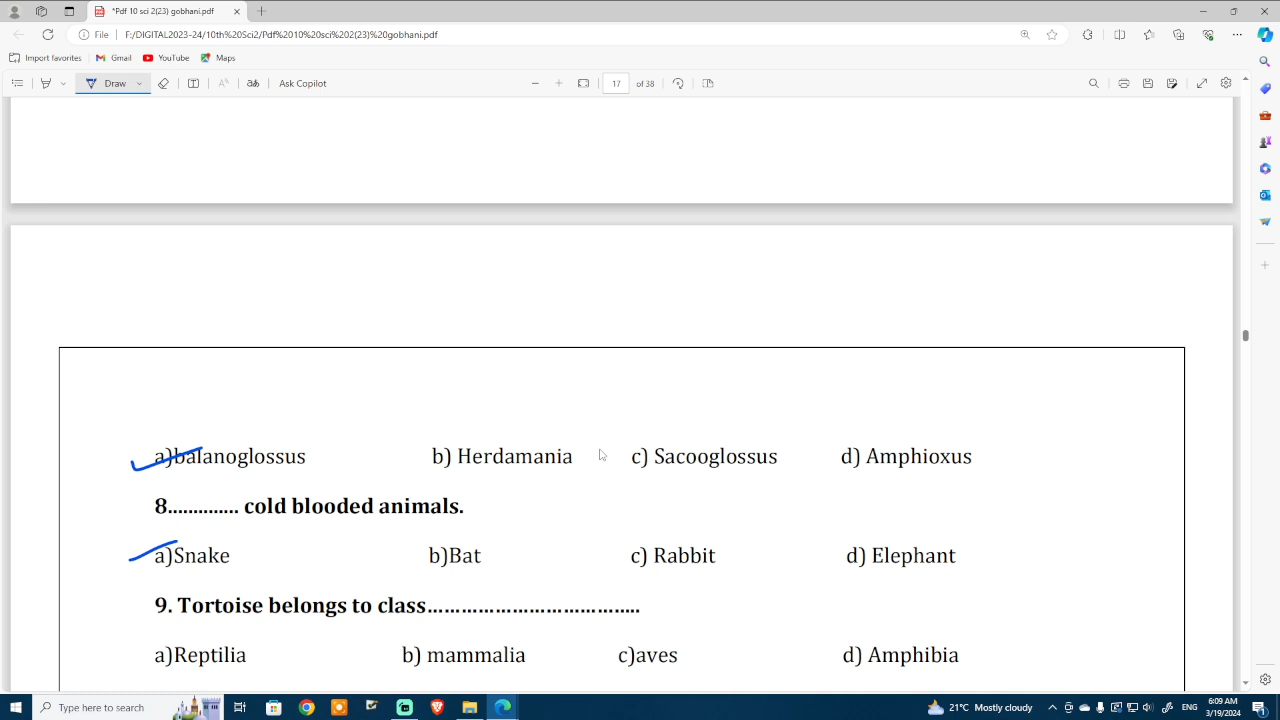 *Pdf 10 sci 2(23) gobhani.pdf
File F:/DIGITAL2023-24/10th%20Sci2/Pdf%2010%20sci%202(23)%20gobhani.pdf
Import favorites Gmail YouTube Maps
Draw Ask Copilot 17 of 38
a)balanoglossus b) Herdamania c) Sacooglossus d) Amphioxus
8.............. cold blooded animals.
a)Snake b)Bat c) Rabbit d) Elephant
9. Tortoise belongs to class…………………………………..
a)Reptilia b) mammalia c)aves d) Amphibia
Type here to search 21°C Mostly cloudy ENG 6:09 AM
3/19/2024